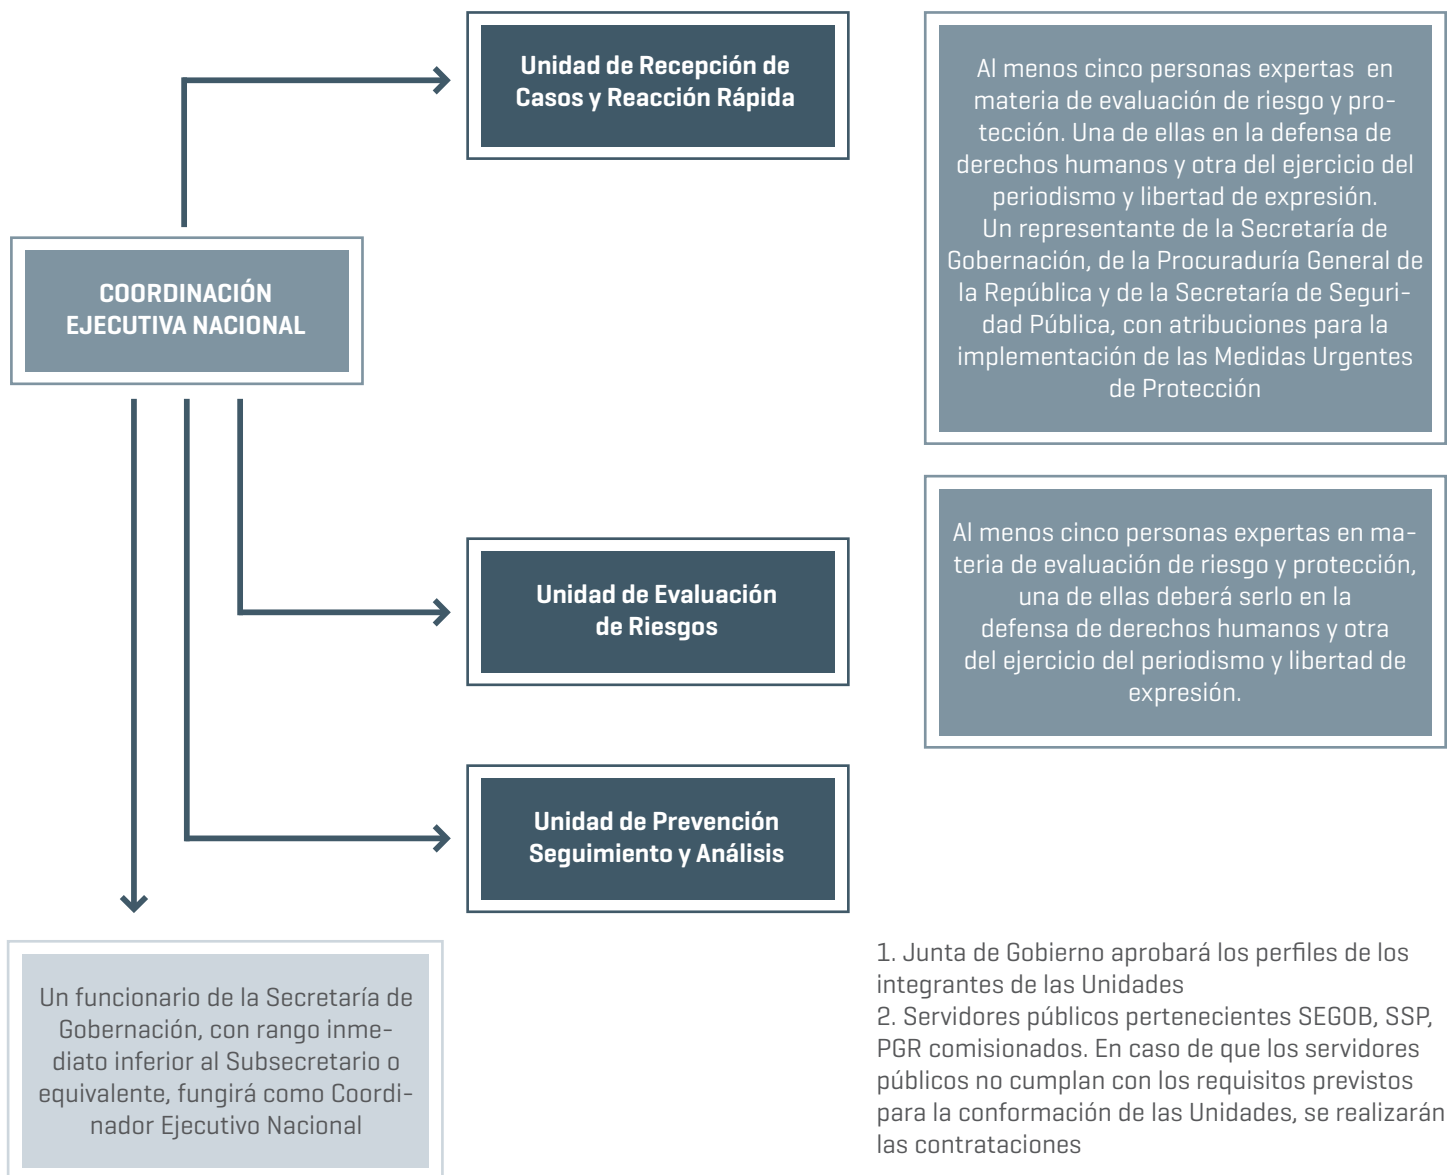 Unidad de Recepción de
Casos y Reacción Rápida
Al menos cinco personas expertas en
materia de evaluación de riesgo y pro-
tección. Una de ellas en la defensa de
derechos humanos y otra del ejercicio del
periodismo y libertad de expresión.
Un representante de la Secretaría de
Gobernación, de la Procuraduría General de
la República y de la Secretaría de Seguri-
dad Pública, con atribuciones para la
implementación de las Medidas Urgentes
de Protección
COORDINACIÓN
EJECUTIVA NACIONAL
Unidad de Evaluación
de Riesgos
Al menos cinco personas expertas en ma-
teria de evaluación de riesgo y protección,
una de ellas deberá serlo en la
defensa de derechos humanos y otra
del ejercicio del periodismo y libertad de
expresión.
Unidad de Prevención
Seguimiento y Análisis
Un funcionario de la Secretaría de
Gobernación, con rango inme-
diato inferior al Subsecretario o
equivalente, fungirá como Coordi-
nador Ejecutivo Nacional
1. Junta de Gobierno aprobará los perfiles de los
integrantes de las Unidades
2. Servidores públicos pertenecientes SEGOB, SSP,
PGR comisionados. En caso de que los servidores
públicos no cumplan con los requisitos previstos
para la conformación de las Unidades, se realizarán
las contrataciones